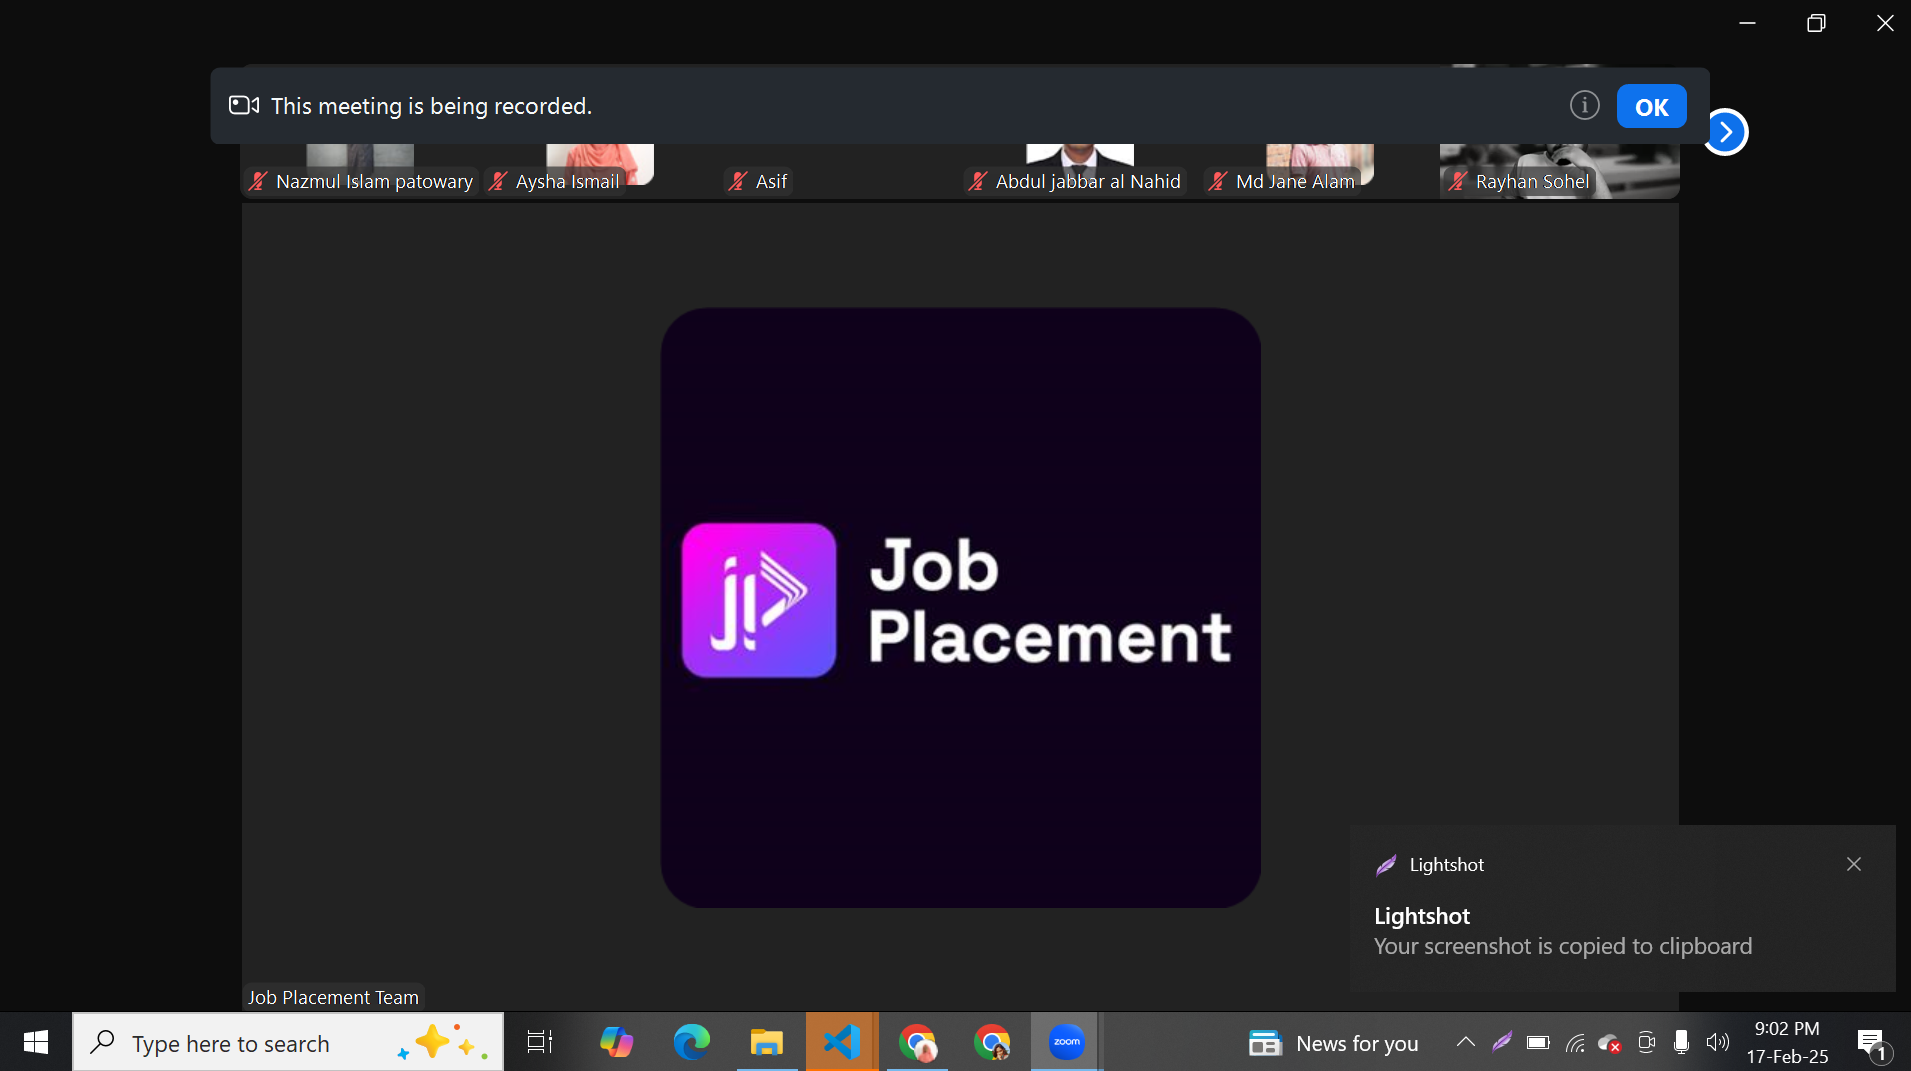 This meeting is being recorded.
OK
Nazmul Islam patowary
Aysha Ismail
Asif
Abdul jabbar al Nahid
Md Jane Alam
Rayhan Sohel
jp
Job
Placement
Lightshot
Lightshot
Your screenshot is copied to clipboard
Job Placement Team
Type here to search
zoom
News for you
9:02 PM
17-Feb-25
1